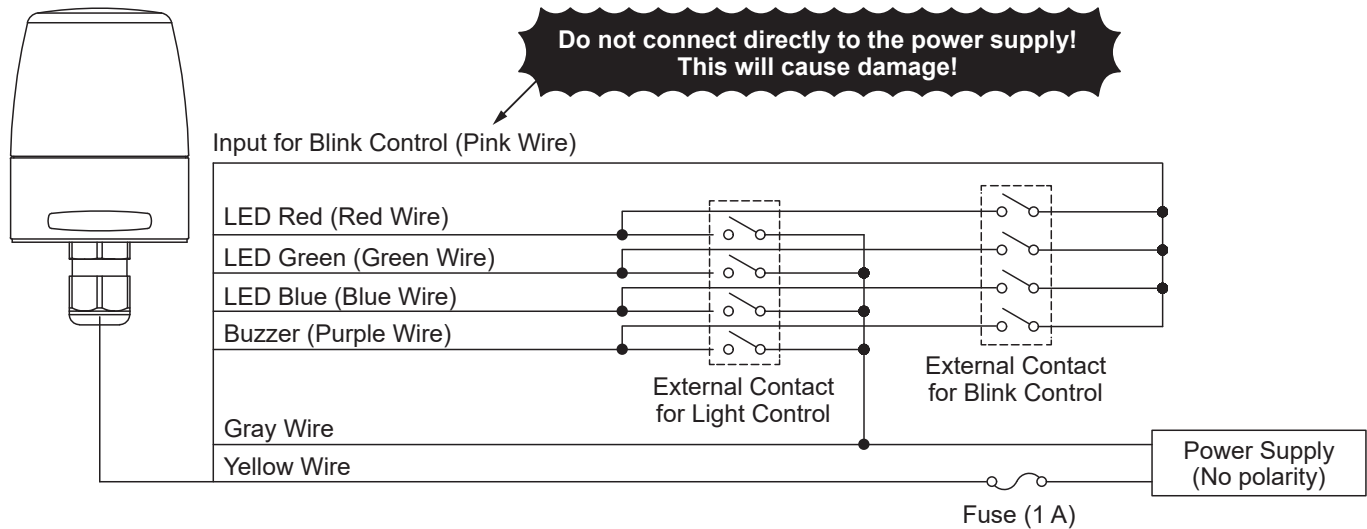 Do not connect directly to the power supply!
This will cause damage!
Input for Blink Control (Pink Wire)
LED Red (Red Wire)
LED Green (Green Wire)
LED Blue (Blue Wire)
Buzzer (Purple Wire)
External Contact
for Light Control
External Contact
for Blink Control
Gray Wire
Yellow Wire
Power Supply
(No polarity)
Fuse (1 A)